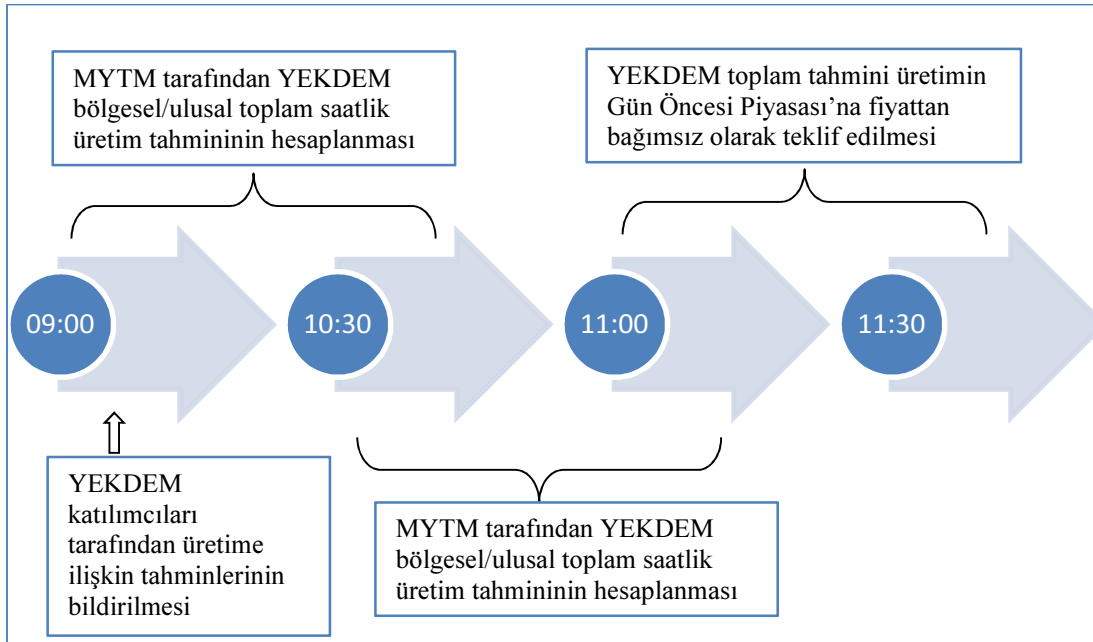 MYTM tarafından YEKDEM
bölgesel/ulusal toplam saatlik
üretim tahmininin hesaplanması
YEKDEM toplam tahmini üretimin
Gün Öncesi Piyasası’na fiyattan
bağımsız olarak teklif edilmesi
09:00
10:30
11:00
11:30
YEKDEM
katılımcıları
tarafından üretime
ilişkin tahminlerinin
bildirilmesi
MYTM tarafından YEKDEM
bölgesel/ulusal toplam saatlik
üretim tahmininin hesaplanması